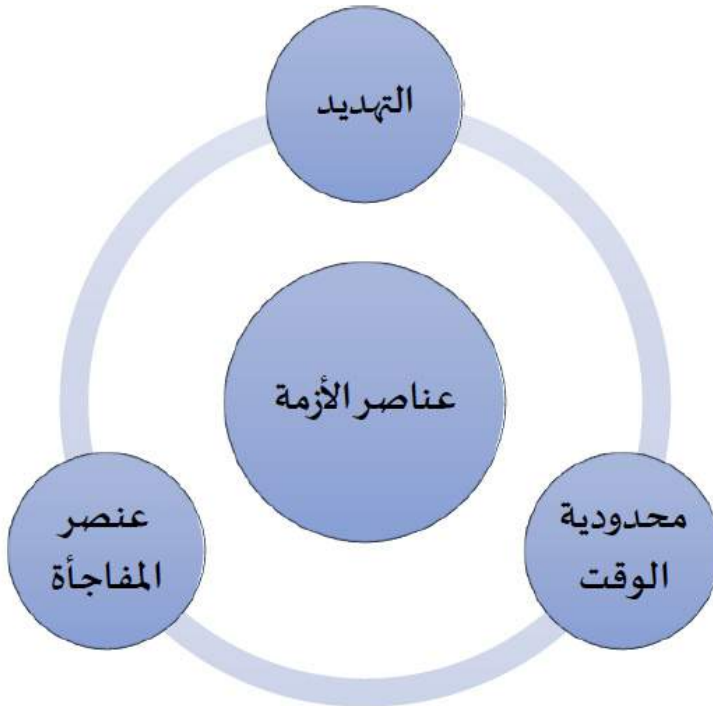 التهديد
عناصر الأزمة
محدودية
الوقت
عنصر
المفاجأة